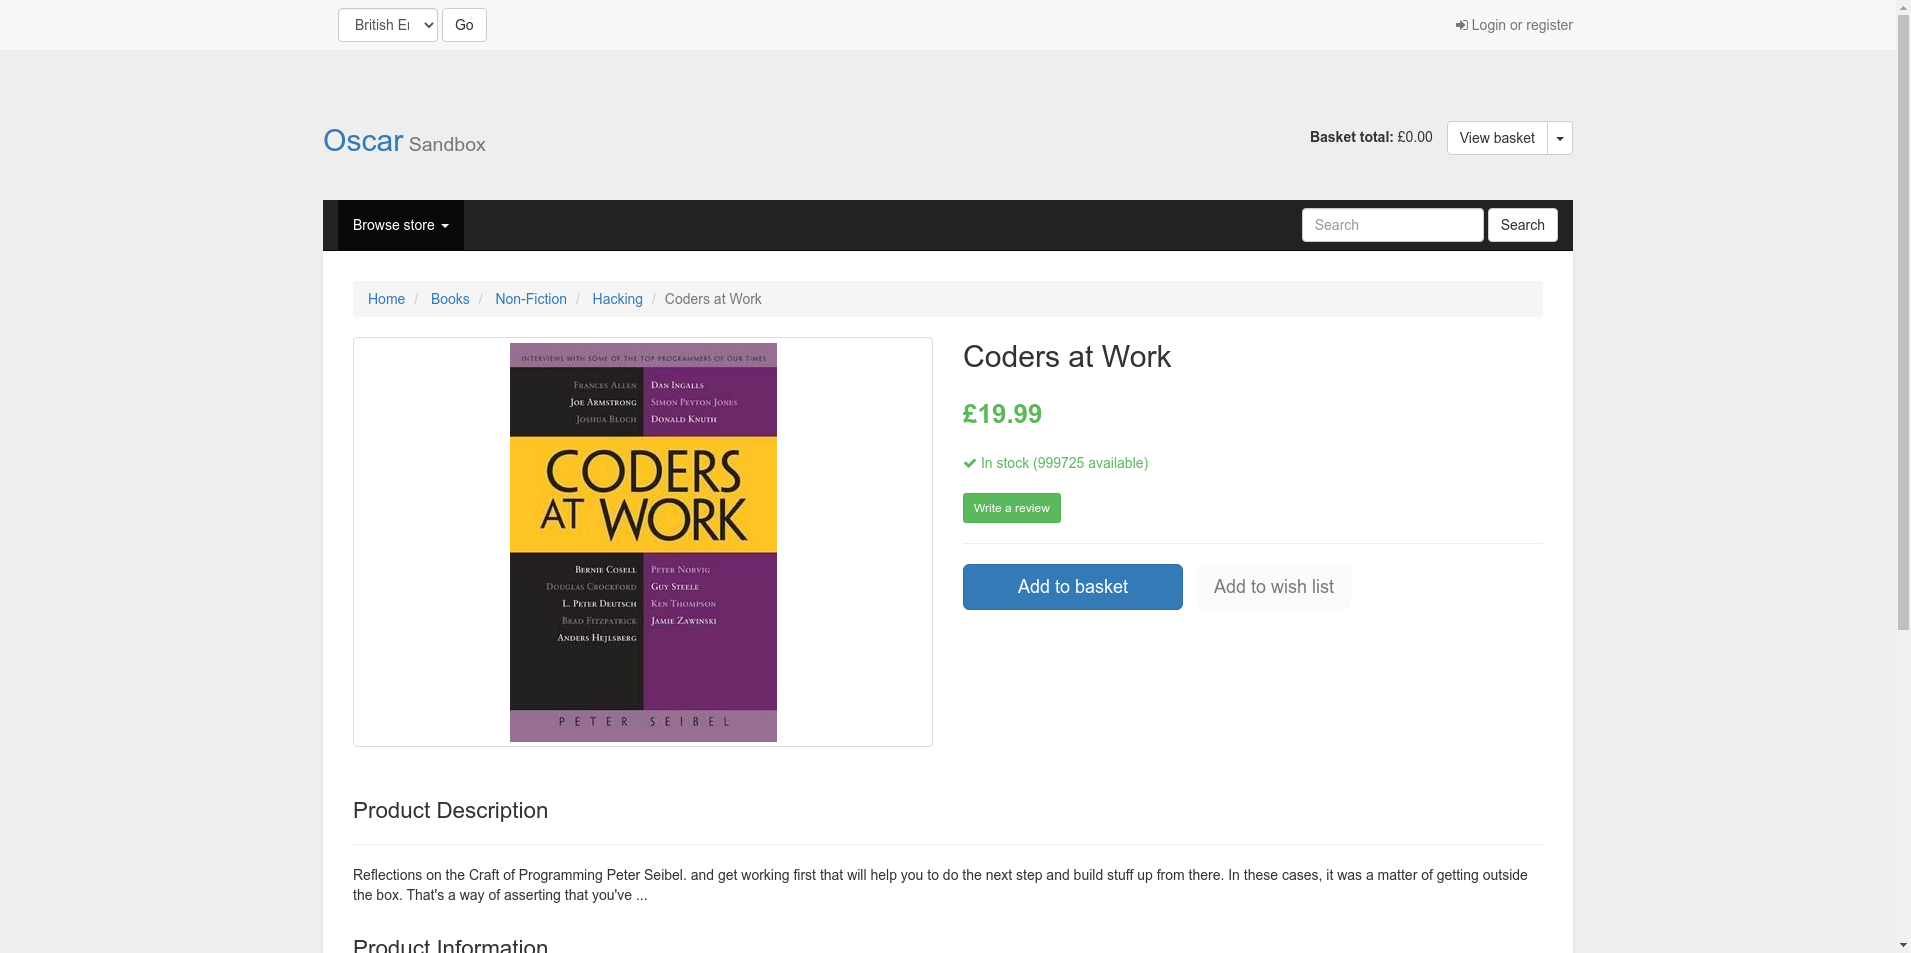 British Er
Go
Login or register
Oscar Sandbox
Basket total: £0.00
View basket
Browse store
Search
Search
Home / Books / Non-Fiction / Hacking / Coders at Work
INTERVIEWS WITH SOME OF THE TOP PROGRAMMERS OF OUR TIMES
FRANCES ALLEN DAN INGALLS
JOE ARMSTRONG SIMON PEYTON JONES
JOSHUA BLOCH DONALD KNUTH
CODERS
AT WORK
BERNIE COSELL PETER NORVIG
DOUGLAS CROCKFORD GUY STEELE
L. PETER DEUTSCH KEN THOMPSON
BRAD FITZPATRICK JAMIE ZAWINSKI
ANDERS HEJLSBERG
PETER SEIBEL
Coders at Work
£19.99
In stock (999725 available)
Write a review
Add to basket
Add to wish list
Product Description
Reflections on the Craft of Programming Peter Seibel. and get working first that will help you to do the next step and build stuff up from there. In these cases, it was a matter of getting outside
the box. That's a way of asserting that you've ...
Product Information